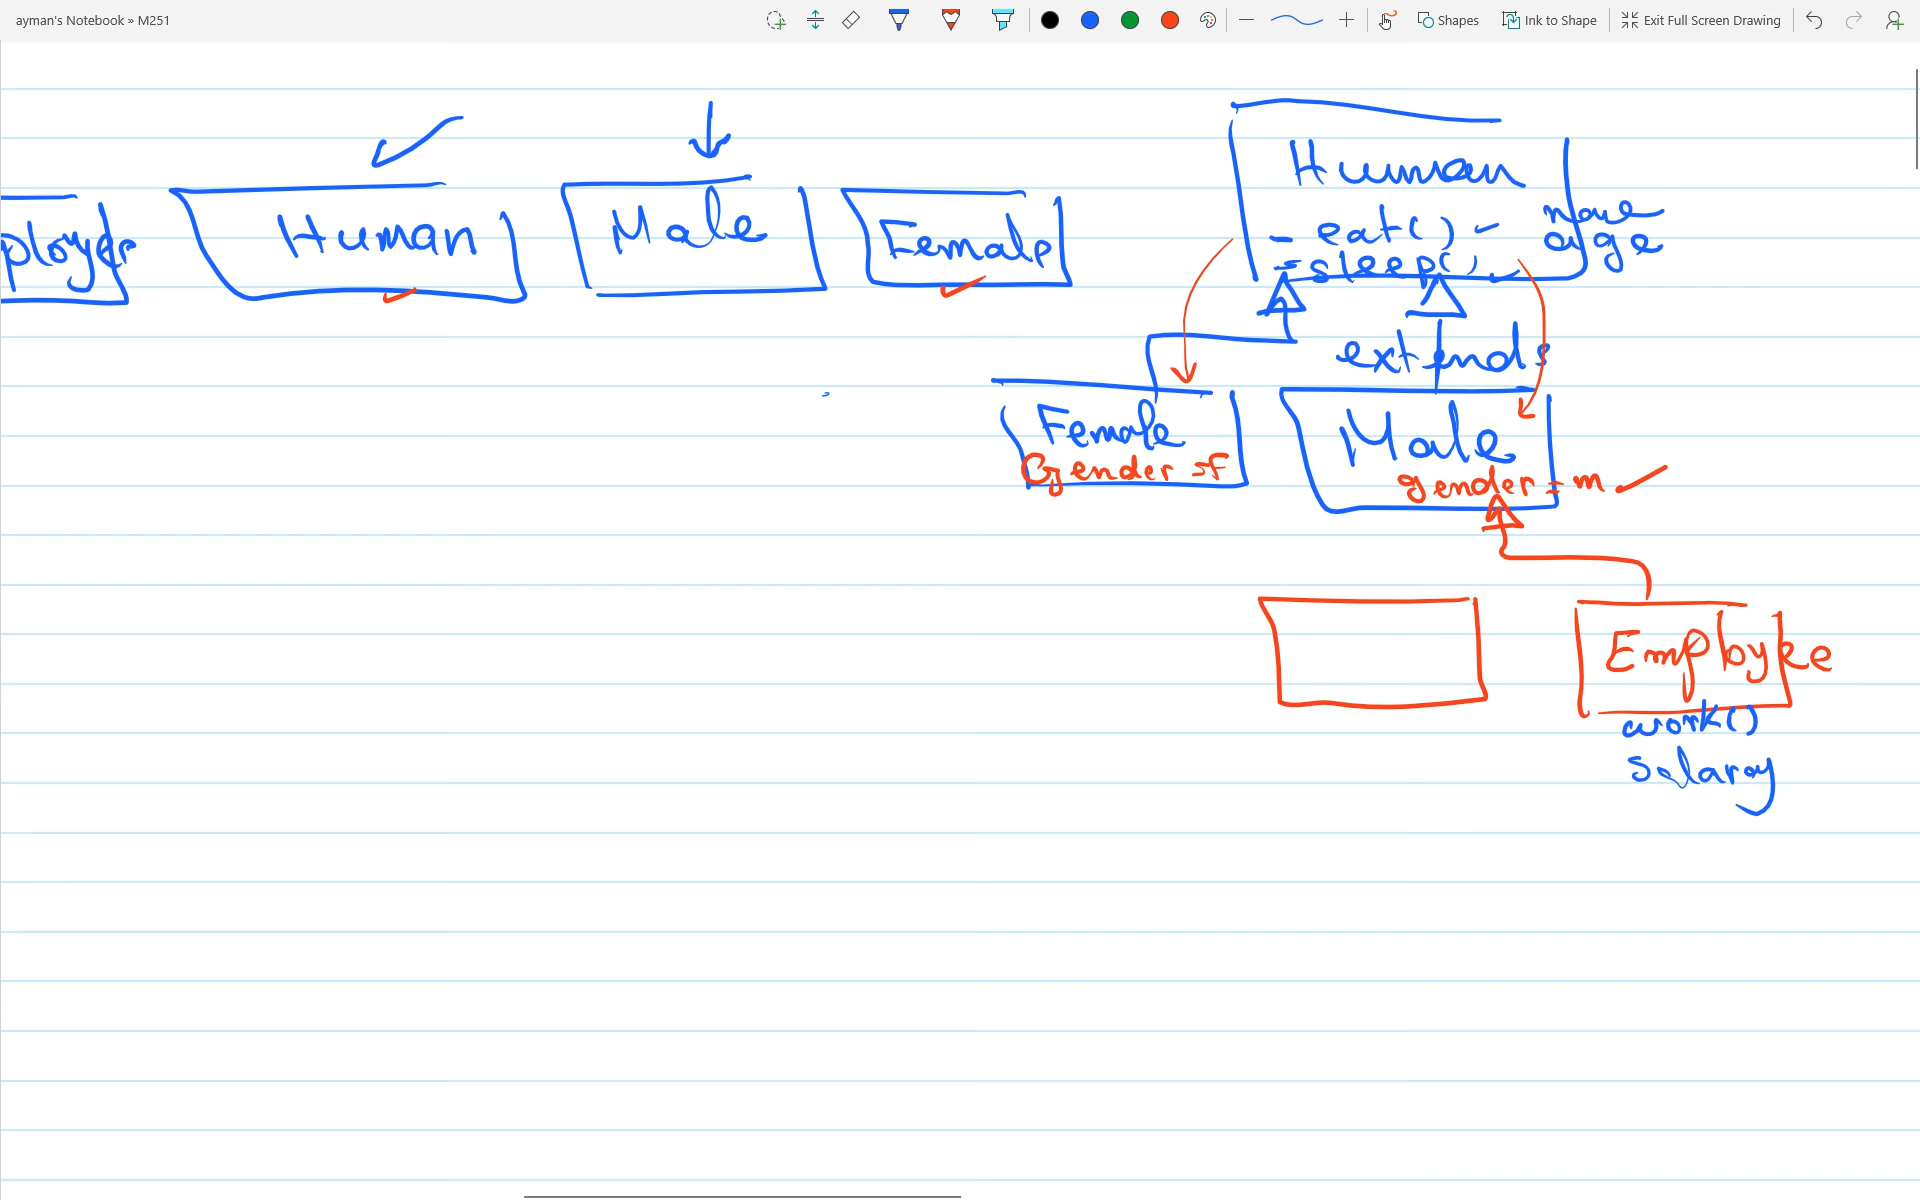 ayman's Notebook » M251
Shapes
Ink to Shape
Exit Full Screen Drawing
ployer
Human
Male
Female
Human
- eat()
- sleep()
name
age
extends
Female
Gender = f
Male
gender = m
Employee
work()
Salary